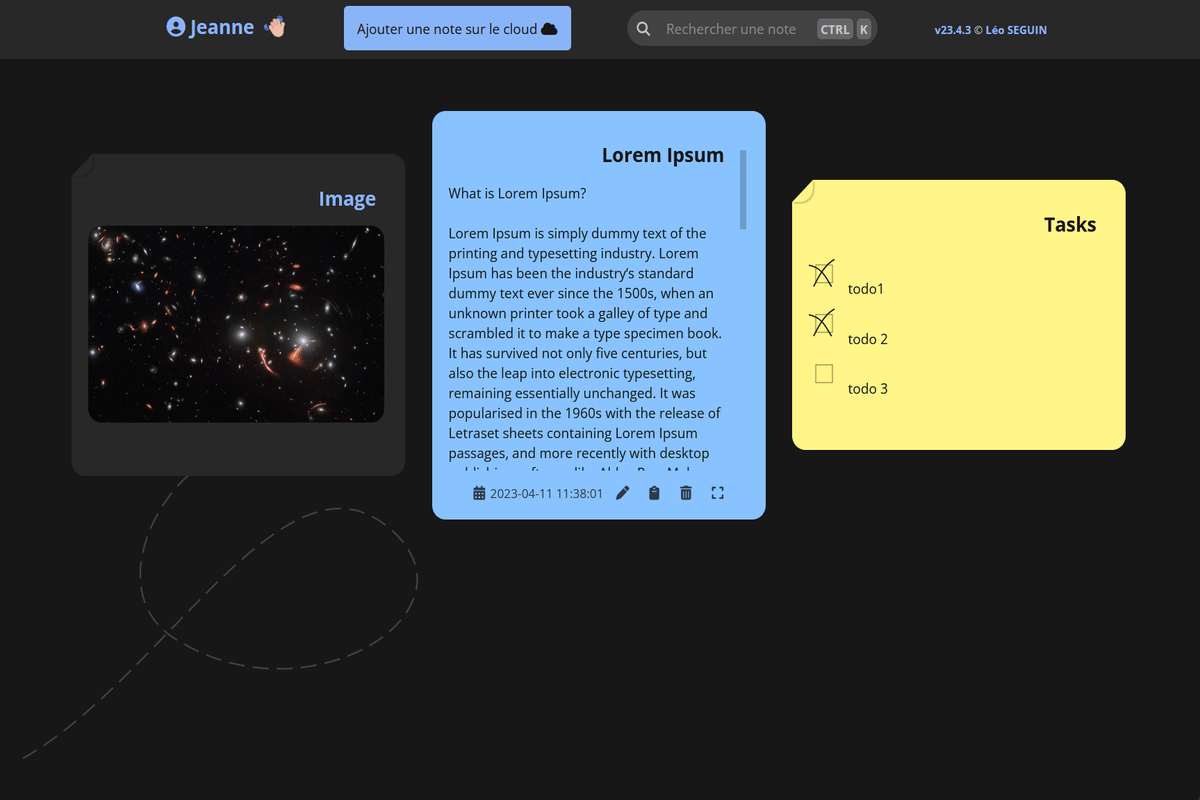 Jeanne 👋🏻
Ajouter une note sur le cloud
Rechercher une note
CTRL K
v23.4.3 © Léo SEGUIN
Image
Lorem Ipsum
What is Lorem Ipsum?
Lorem Ipsum is simply dummy text of the
printing and typesetting industry. Lorem
Ipsum has been the industry‘s standard
dummy text ever since the 1500s, when an
unknown printer took a galley of type and
scrambled it to make a type specimen book.
It has survived not only five centuries, but
also the leap into electronic typesetting,
remaining essentially unchanged. It was
popularised in the 1960s with the release of
Letraset sheets containing Lorem Ipsum
passages, and more recently with desktop
2023-04-11 11:38:01
Tasks
todo1
todo 2
todo 3